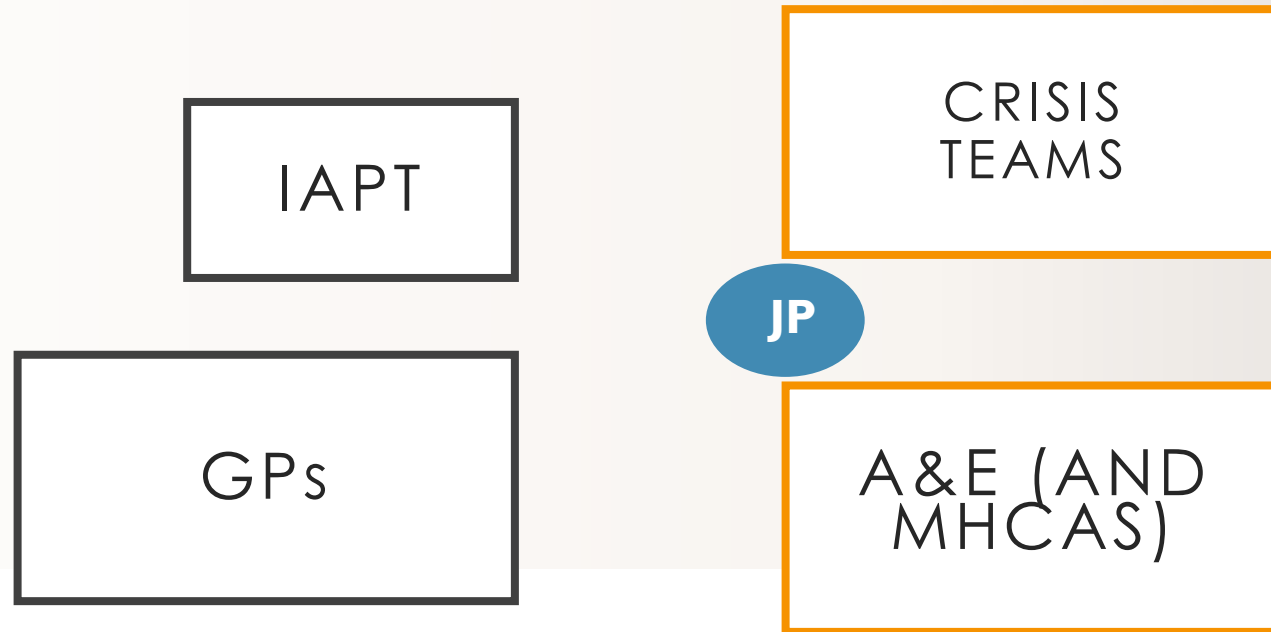 IAPT
CRISIS
TEAMS
JP
GPs
A&E (AND
MHCAS)